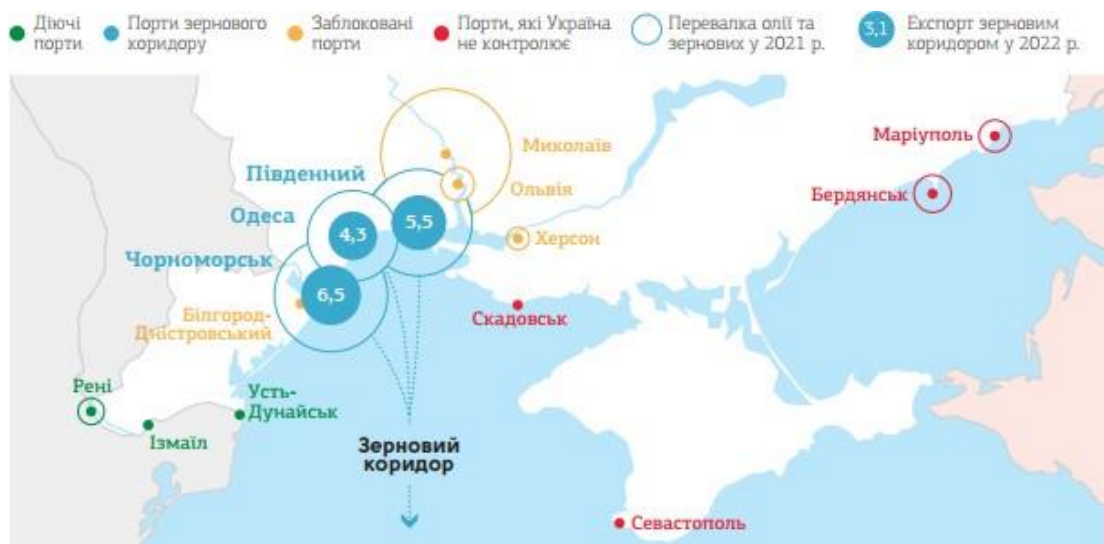 Діючі
порти
Порти зернового
коридору
Заблоковані
порти
Порти, які Україна
не контролює
Перевалка олії та
зернових у 2021 р.
3,1
Експорт зерновим
коридором у 2022 р.
Маріуполь
Миколаїв
Південний
Ольвія
Бердянськ
Одеса
4,3
5,5
Херсон
Чорноморськ
6,5
Білгород-
Дністровський
Скадовськ
Рені
Усть-
Дунайськ
Ізмаїл
Зерновий
коридор
Севастополь